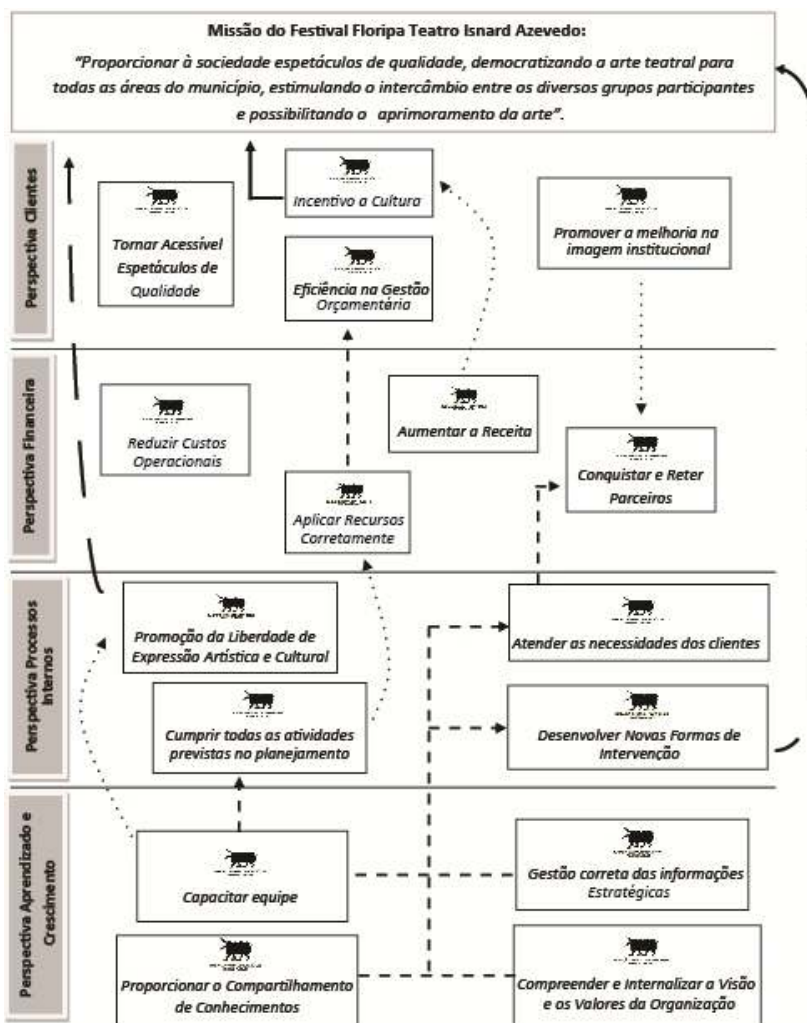 Missão do Festival Floripa Teatro Isnard Azevedo:
"Proporcionar à sociedade espetáculos de qualidade, democratizando a arte teatral para
todas as áreas do município, estimulando o intercâmbio entre os diversos grupos participantes
e possibilitando o aprimoramento da arte".
Perspectiva Clientes
Tornar Acessível
Espetáculos de
Qualidade
Incentivo a Cultura
Eficiência na Gestão
Orçamentária
Promover a melhoria na
imagem institucional
Perspectiva Financeira
Reduzir Custos
Operacionais
Aumentar a Receita
Aplicar Recursos
Corretamente
Conquistar e Reter
Parceiros
Perspectiva Processos
Internos
Promoção da Liberdade de
Expressão Artística e Cultural
Cumprir todas as atividades
previstas no planejamento
Atender as necessidades dos clientes
Desenvolver Novas Formas de
Intervenção
Perspectiva Aprendizado e
Crescimento
Capacitar equipe
Gestão correta das informações
Estratégicas
Proporcionar o Compartilhamento
de Conhecimentos
Compreender e Internalizar a Visão
e os Valores da Organização